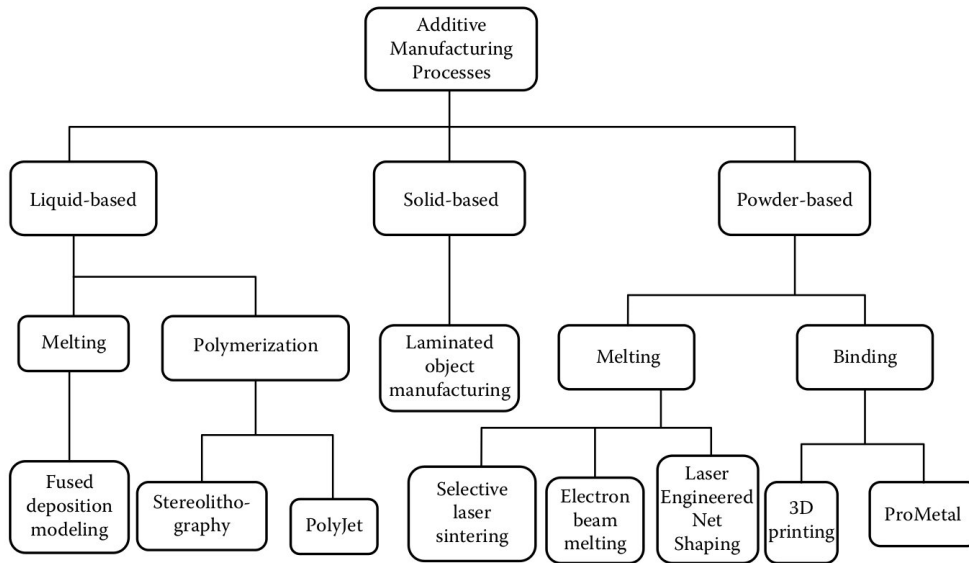 Additive
Manufacturing
Processes
Liquid-based
Solid-based
Powder-based
Melting
Polymerization
Laminated
object
manufacturing
Melting
Binding
Fused
deposition
modeling
Stereolitho-
graphy
PolyJet
Selective
laser
sintering
Electron
beam
melting
Laser
Engineered
Net
Shaping
3D
printing
ProMetal